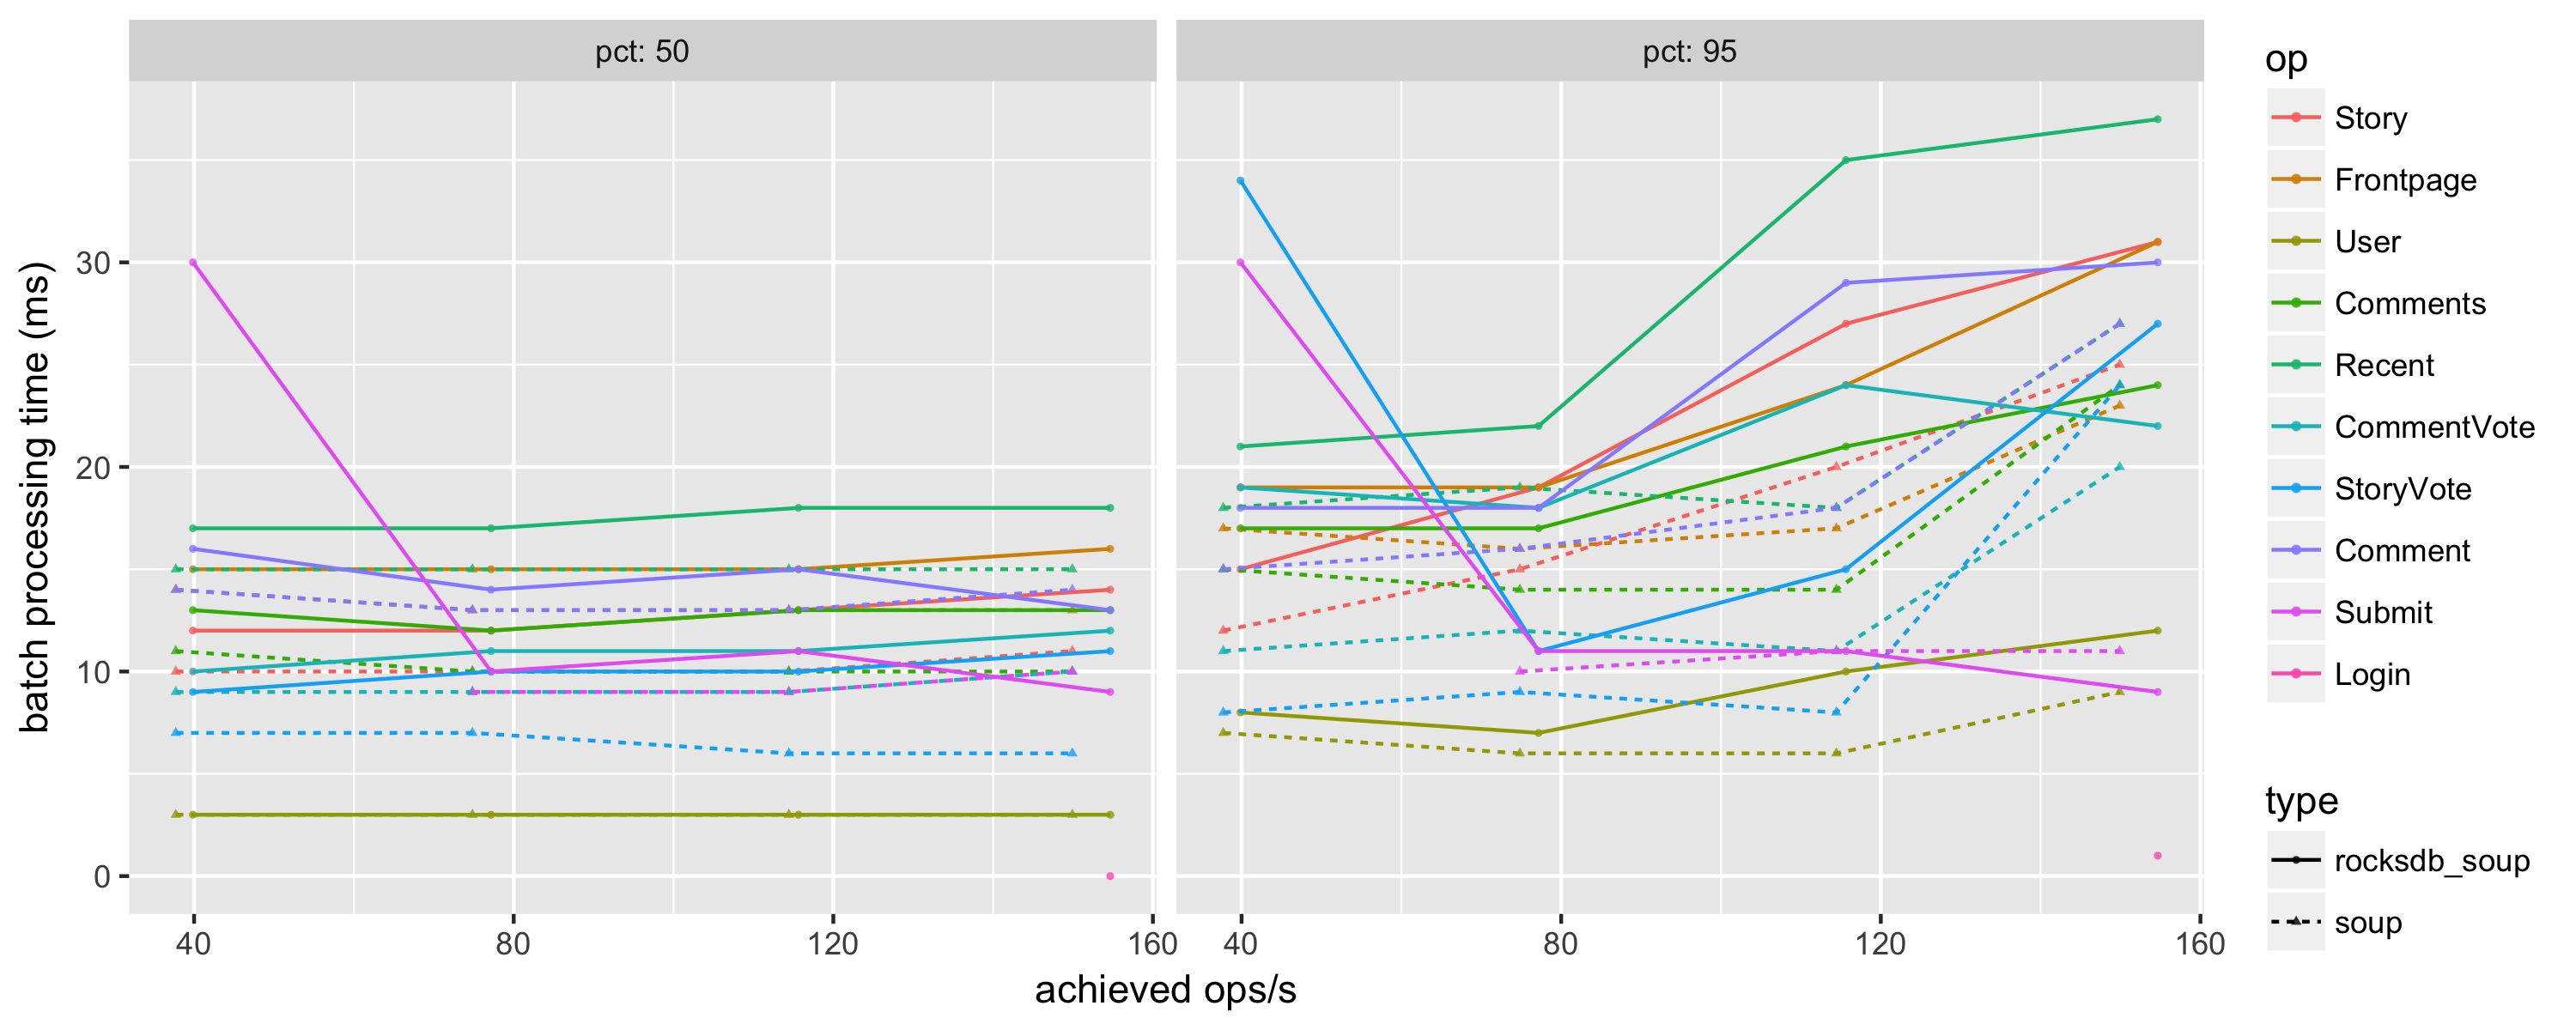 pct: 50
pct: 95
batch processing time (ms)
30
20
10
0
40
80
120
160
40
80
120
160
achieved ops/s
op
Story
Frontpage
User
Comments
Recent
CommentVote
StoryVote
Comment
Submit
Login
type
rocksdb_soup
soup